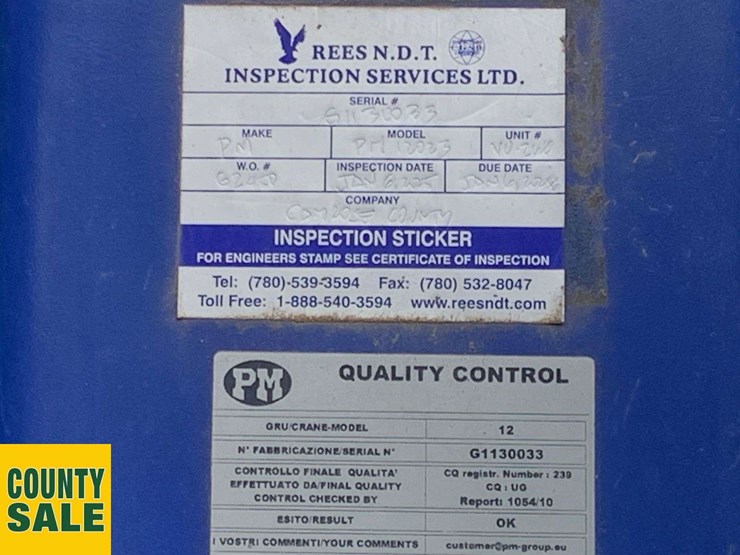 REES N.D.T.
INSPECTION SERVICES LTD.
SERIAL #
MAKE MODEL UNIT #
PM PM 12023
W.O. # INSPECTION DATE DUE DATE
COMPANY
COUNTY
INSPECTION STICKER
FOR ENGINEERS STAMP SEE CERTIFICATE OF INSPECTION
Tel: (780)-539-3594 Fax: (780) 532-8047
Toll Free: 1-888-540-3594 www.reesndt.com
PM QUALITY CONTROL
GRU/CRANE-MODEL 12
N° FABBRICAZIONE/SERIAL N° G1130033
CONTROLLO FINALE QUALITA' CQ registr. Number : 239
EFFETTUATO DA/FINAL QUALITY CQ : UG
CONTROL CHECKED BY Report: 1054/10
ESITO/RESULT OK
I VOSTRI COMMENTI/YOUR COMMENTS customer@pm-group.eu
COUNTY
SALE